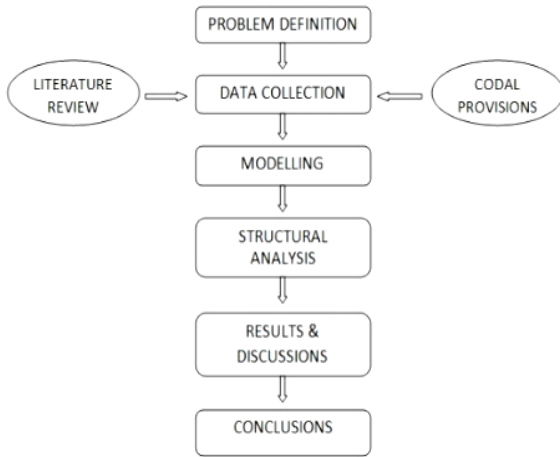 PROBLEM DEFINITION
LITERATURE
REVIEW
DATA COLLECTION
CODAL
PROVISIONS
MODELLING
STRUCTURAL
ANALYSIS
RESULTS &
DISCUSSIONS
CONCLUSIONS